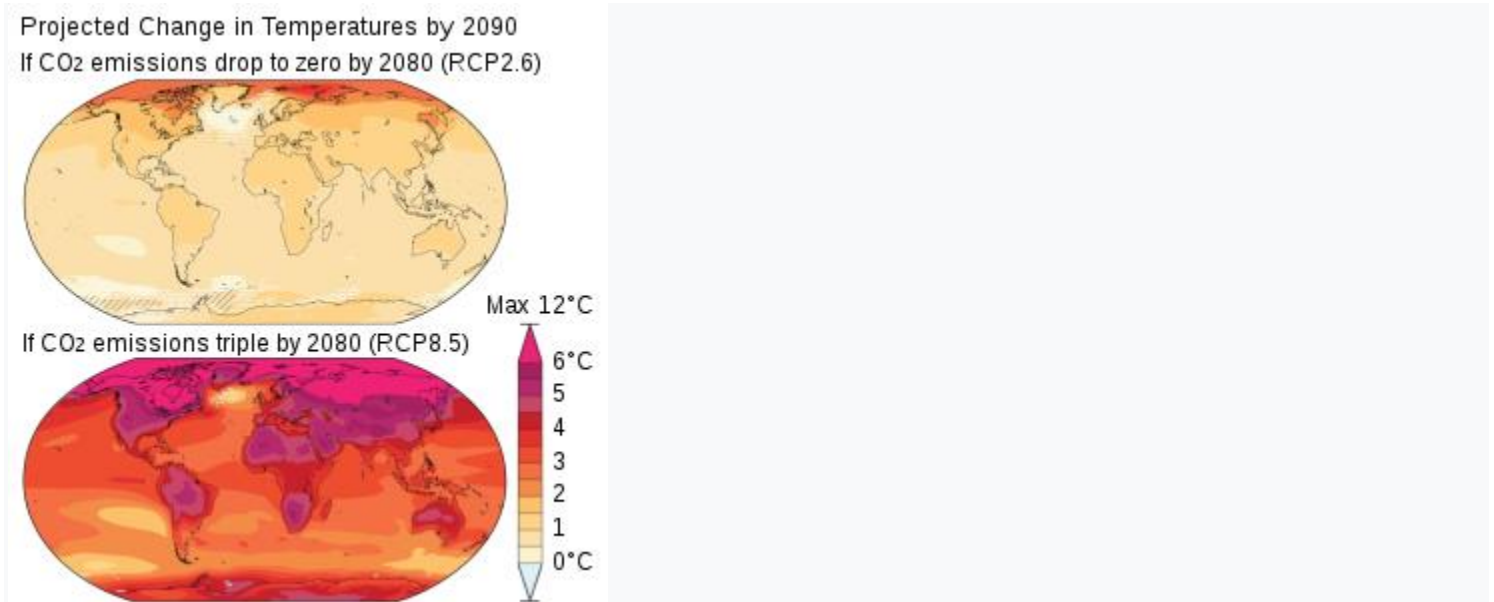 Projected Change in Temperatures by 2090
If CO2 emissions drop to zero by 2080 (RCP2.6)
Max 12°C
If CO2 emissions triple by 2080 (RCP8.5)
6°C
5
4
3
2
1
0°C